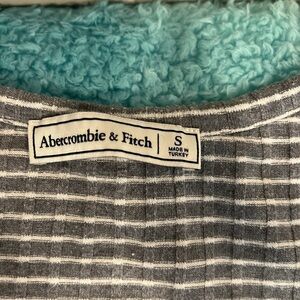 Abercrombie & Fitch
S
MADE IN
TURKEY